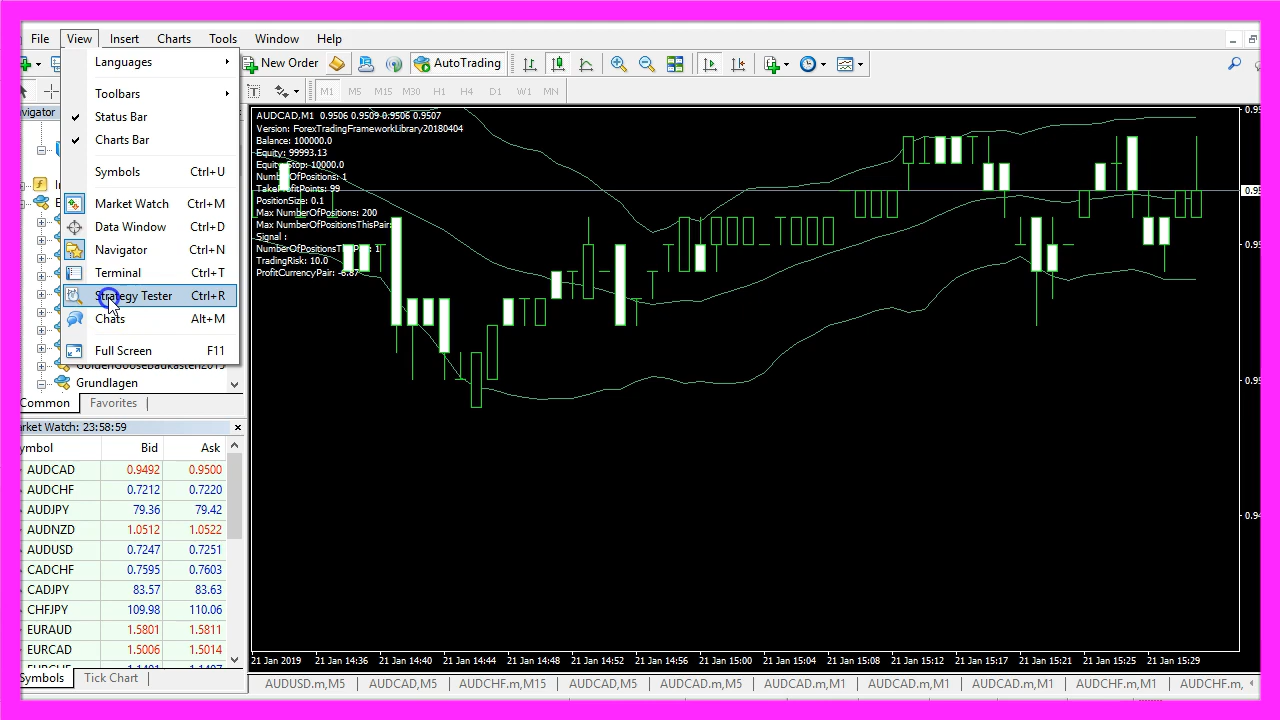 File View Insert Charts Tools Window Help
New Order AutoTrading
M1 M5 M15 M30 H1 H4 D1 W1 MN
Languages
Toolbars
Status Bar
Charts Bar
Symbols Ctrl+U
Market Watch Ctrl+M
Data Window Ctrl+D
Navigator Ctrl+N
Terminal Ctrl+T
Strategy Tester Ctrl+R
Chats Alt+M
Full Screen F11
avigator
Grundlagen
Common Favorites
arket Watch: 23:58:59
ymbol Bid Ask
AUDCAD 0.9492 0.9500
AUDCHF 0.7212 0.7220
AUDJPY 79.36 79.42
AUDNZD 1.0512 1.0522
AUDUSD 0.7247 0.7251
CADCHF 0.7595 0.7603
CADJPY 83.57 83.63
CHFJPY 109.98 110.06
EURAUD 1.5801 1.5811
EURCAD 1.5006 1.5014
Symbols Tick Chart
AUDCAD,M1 0.9506 0.9509 0.9506 0.9507
Version: ForexTradingFrameworkLibrary20180404
Balance: 100000.0
Equity: 99993.13
Equity Stop: 10000.0
NumberOfPositions: 1
TakeProfitPoints: 99
PositionSize: 0.1
Max NumberOfPositions: 200
Max NumberOfPositionsThisPair:
Signal :
NumberOfPositionsThisPair: 1
TradingRisk: 10.0
ProfitCurrencyPair: -6.87
21 Jan 2019 21 Jan 14:36 21 Jan 14:40 21 Jan 14:44 21 Jan 14:48 21 Jan 14:52 21 Jan 14:56 21 Jan 15:00 21 Jan 15:04 21 Jan 15:08 21 Jan 15:12 21 Jan 15:17 21 Jan 15:21 21 Jan 15:25 21 Jan 15:29
AUDUSD.m,M5 AUDCAD,M5 AUDCHF.m,M15 AUDCAD,M5 AUDCAD.m,M5 AUDCAD.m,M1 AUDCAD.m,M1 AUDCAD.m,M1 AUDCHF.m,M1 AUDCHF.m,